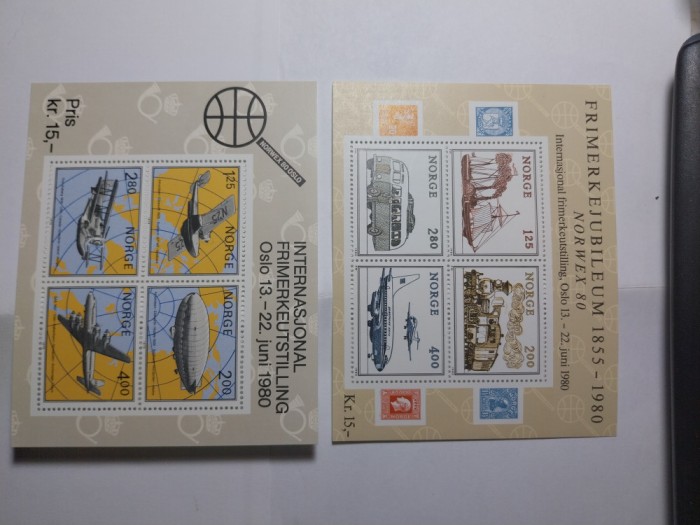 INTERNASJONAL
FRIMERKEUTSTILLING
Oslo 13. – 22. juni 1980
NORWEX 80 OSLO
1.25
NORGE
2.00
NORGE
2.80
NORGE
4.00
NORGE
Pris
kr. 15,–
FRIMERKEJUBILEUM 1855–1980
NORWEX 80
Internasjonal frimerkeutstilling, Oslo 13. – 22. juni 1980
NORGE
1.25
NORGE
2.00
NORGE
2.80
NORGE
4.00
Kr. 15,–